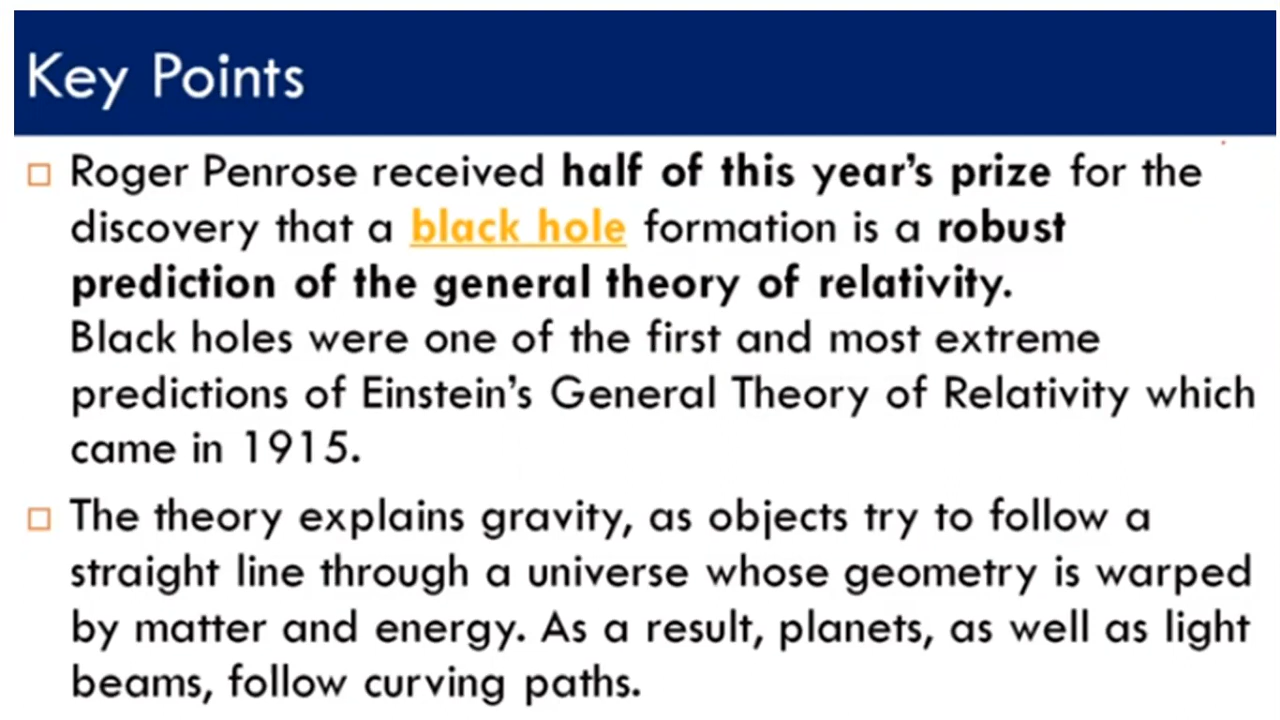 Key Points
Roger Penrose received half of this year's prize for the
discovery that a black hole formation is a robust
prediction of the general theory of relativity.
Black holes were one of the first and most extreme
predictions of Einstein's General Theory of Relativity which
came in 1915.
The theory explains gravity, as objects try to follow a
straight line through a universe whose geometry is warped
by matter and energy. As a result, planets, as well as light
beams, follow curving paths.